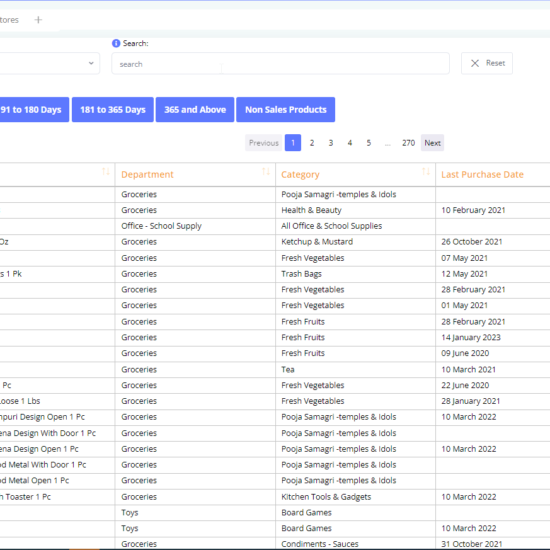 tores +
Search:
search
Reset
91 to 180 Days 181 to 365 Days 365 and Above Non Sales Products
Previous 1 2 3 4 5 ... 270 Next
Department Category Last Purchase Date
Groceries Pooja Samagri -temples & Idols
Groceries Health & Beauty 10 February 2021
Office - School Supply All Office & School Supplies
Oz Groceries Ketchup & Mustard 26 October 2021
Groceries Fresh Vegetables 07 May 2021
s 1 Pk Groceries Trash Bags 12 May 2021
Groceries Fresh Vegetables 28 February 2021
Groceries Fresh Vegetables 01 May 2021
Groceries Fresh Fruits 28 February 2021
Groceries Fresh Fruits 14 January 2023
Groceries Fresh Fruits 09 June 2020
Groceries Tea 10 March 2021
Pc Groceries Fresh Vegetables 22 June 2020
Loose 1 Lbs Groceries Fresh Vegetables 28 January 2021
npuri Design Open 1 Pc Groceries Pooja Samagri -temples & Idols 10 March 2022
ena Design With Door 1 Pc Groceries Pooja Samagri -temples & Idols
ena Design Open 1 Pc Groceries Pooja Samagri -temples & Idols 10 March 2022
od Metal With Door 1 Pc Groceries Pooja Samagri -temples & Idols
od Metal Open 1 Pc Groceries Pooja Samagri -temples & Idols
n Toaster 1 Pc Groceries Kitchen Tools & Gadgets 10 March 2022
Toys Board Games
Toys Board Games 10 March 2022
Groceries Condiments - Sauces 31 October 2021